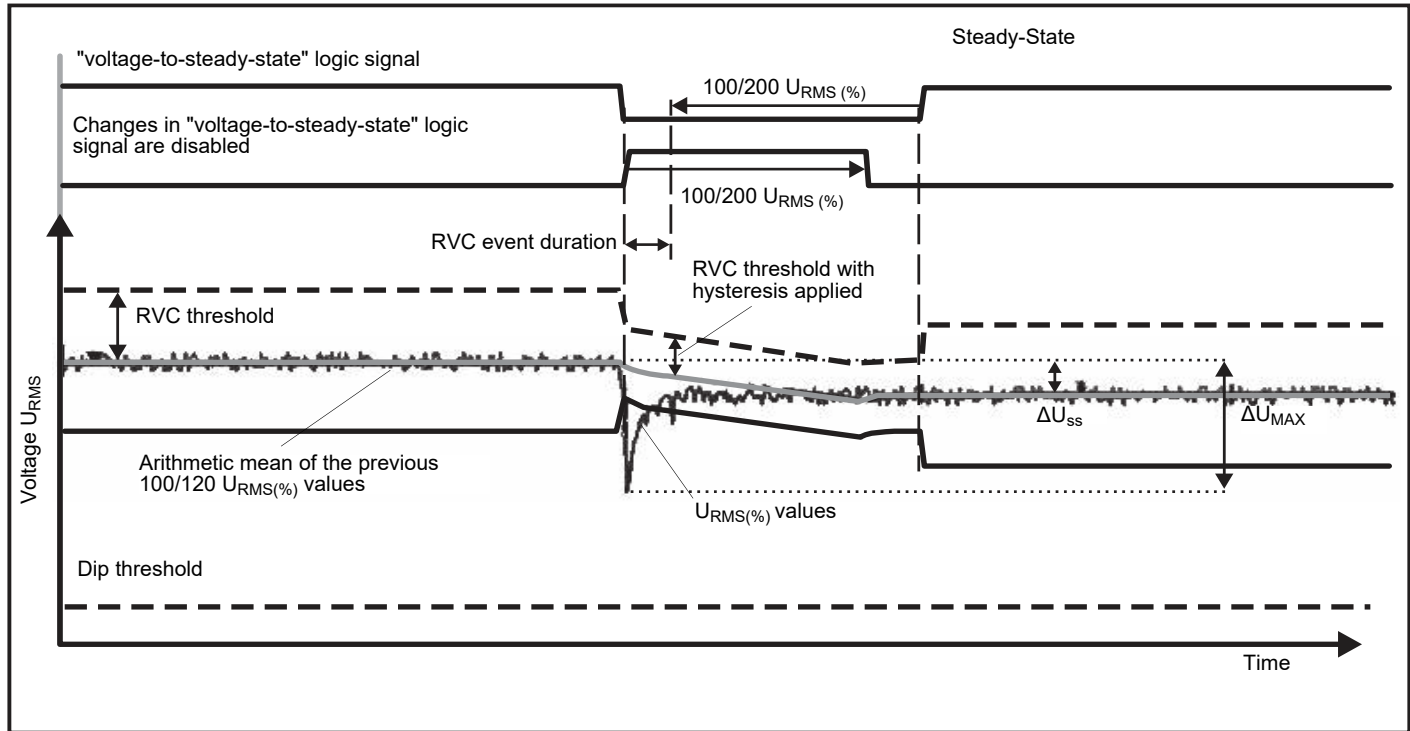 Steady-State
"voltage-to-steady-state" logic signal
100/200 URMS (%)
Changes in "voltage-to-steady-state" logic
signal are disabled
100/200 URMS (%)
RVC event duration
RVC threshold with
hysteresis applied
RVC threshold
Voltage URMS
ΔUss
ΔUMAX
Arithmetic mean of the previous
100/120 URMS(%) values
URMS(%) values
Dip threshold
Time